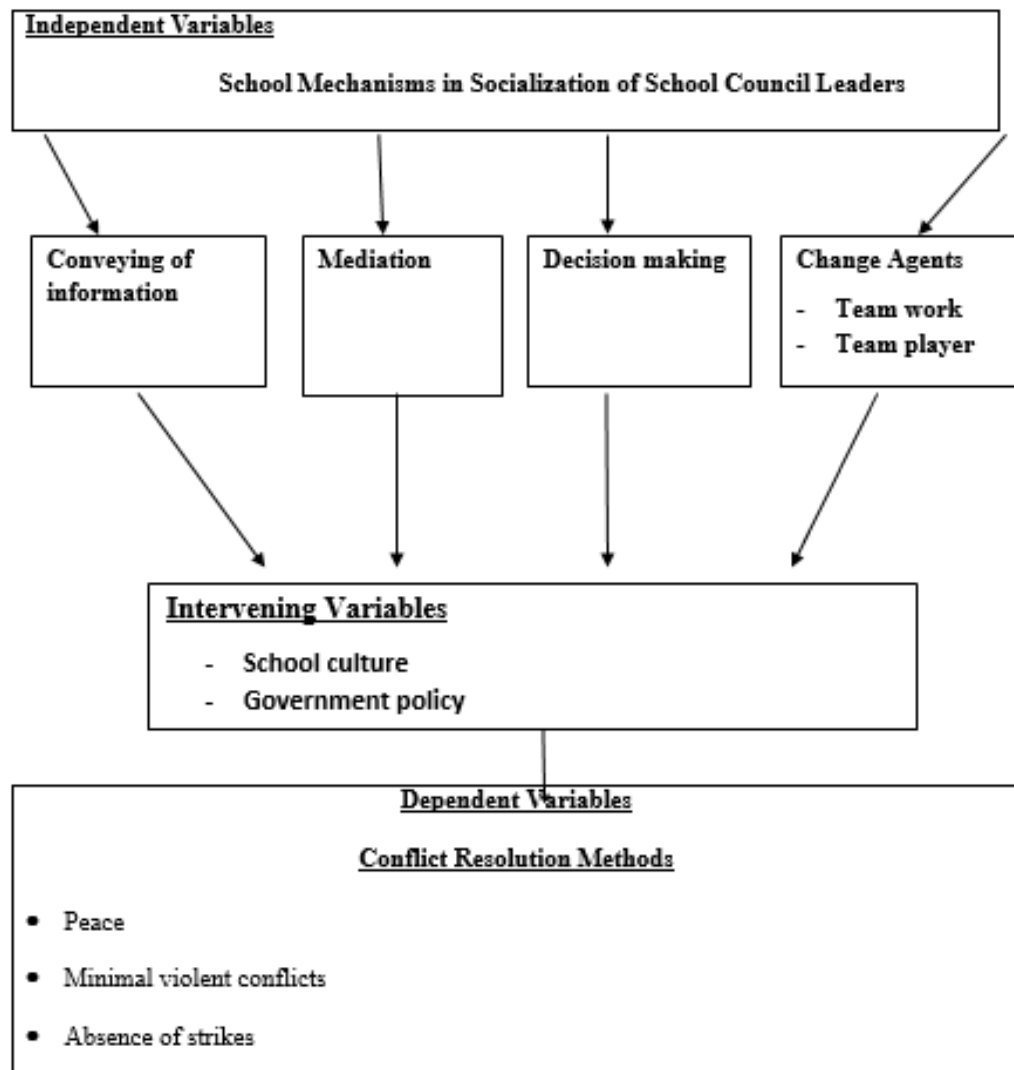 Independent Variables
School Mechanisms in Socialization of School Council Leaders
Conveying of
information
Mediation
Decision making
Change Agents
- Team work
- Team player
Intervening Variables
- School culture
- Government policy
Dependent Variables
Conflict Resolution Methods
• Peace
• Minimal violent conflicts
• Absence of strikes